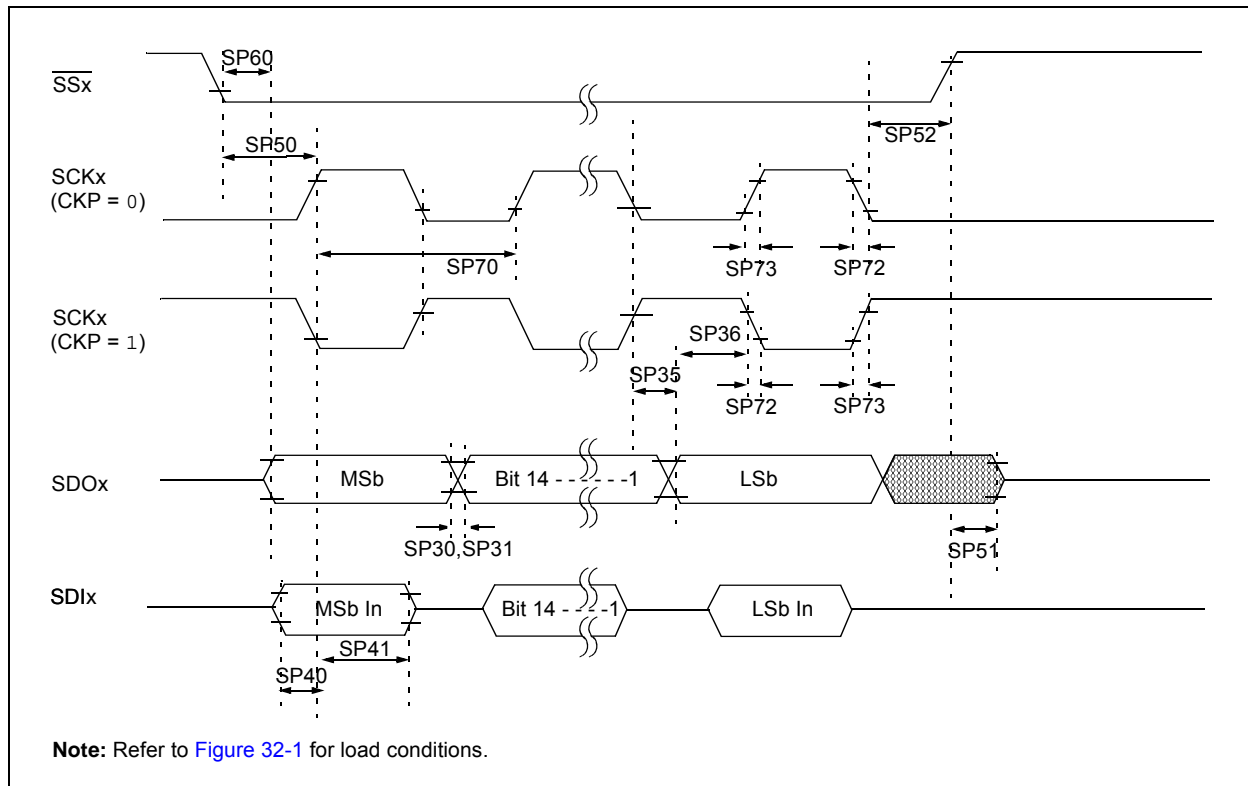 SP60
SSx
SP50
SP52
SCKx
(CKP = 0)
SP70
SP73
SP72
SCKx
(CKP = 1)
SP36
SP35
SP72
SP73
SDOx
MSb
Bit 14 - - - - - -1
LSb
SP30,SP31
SP51
SDIx
MSb In
Bit 14 - - - -1
LSb In
SP41
SP40
Note: Refer to Figure 32-1 for load conditions.